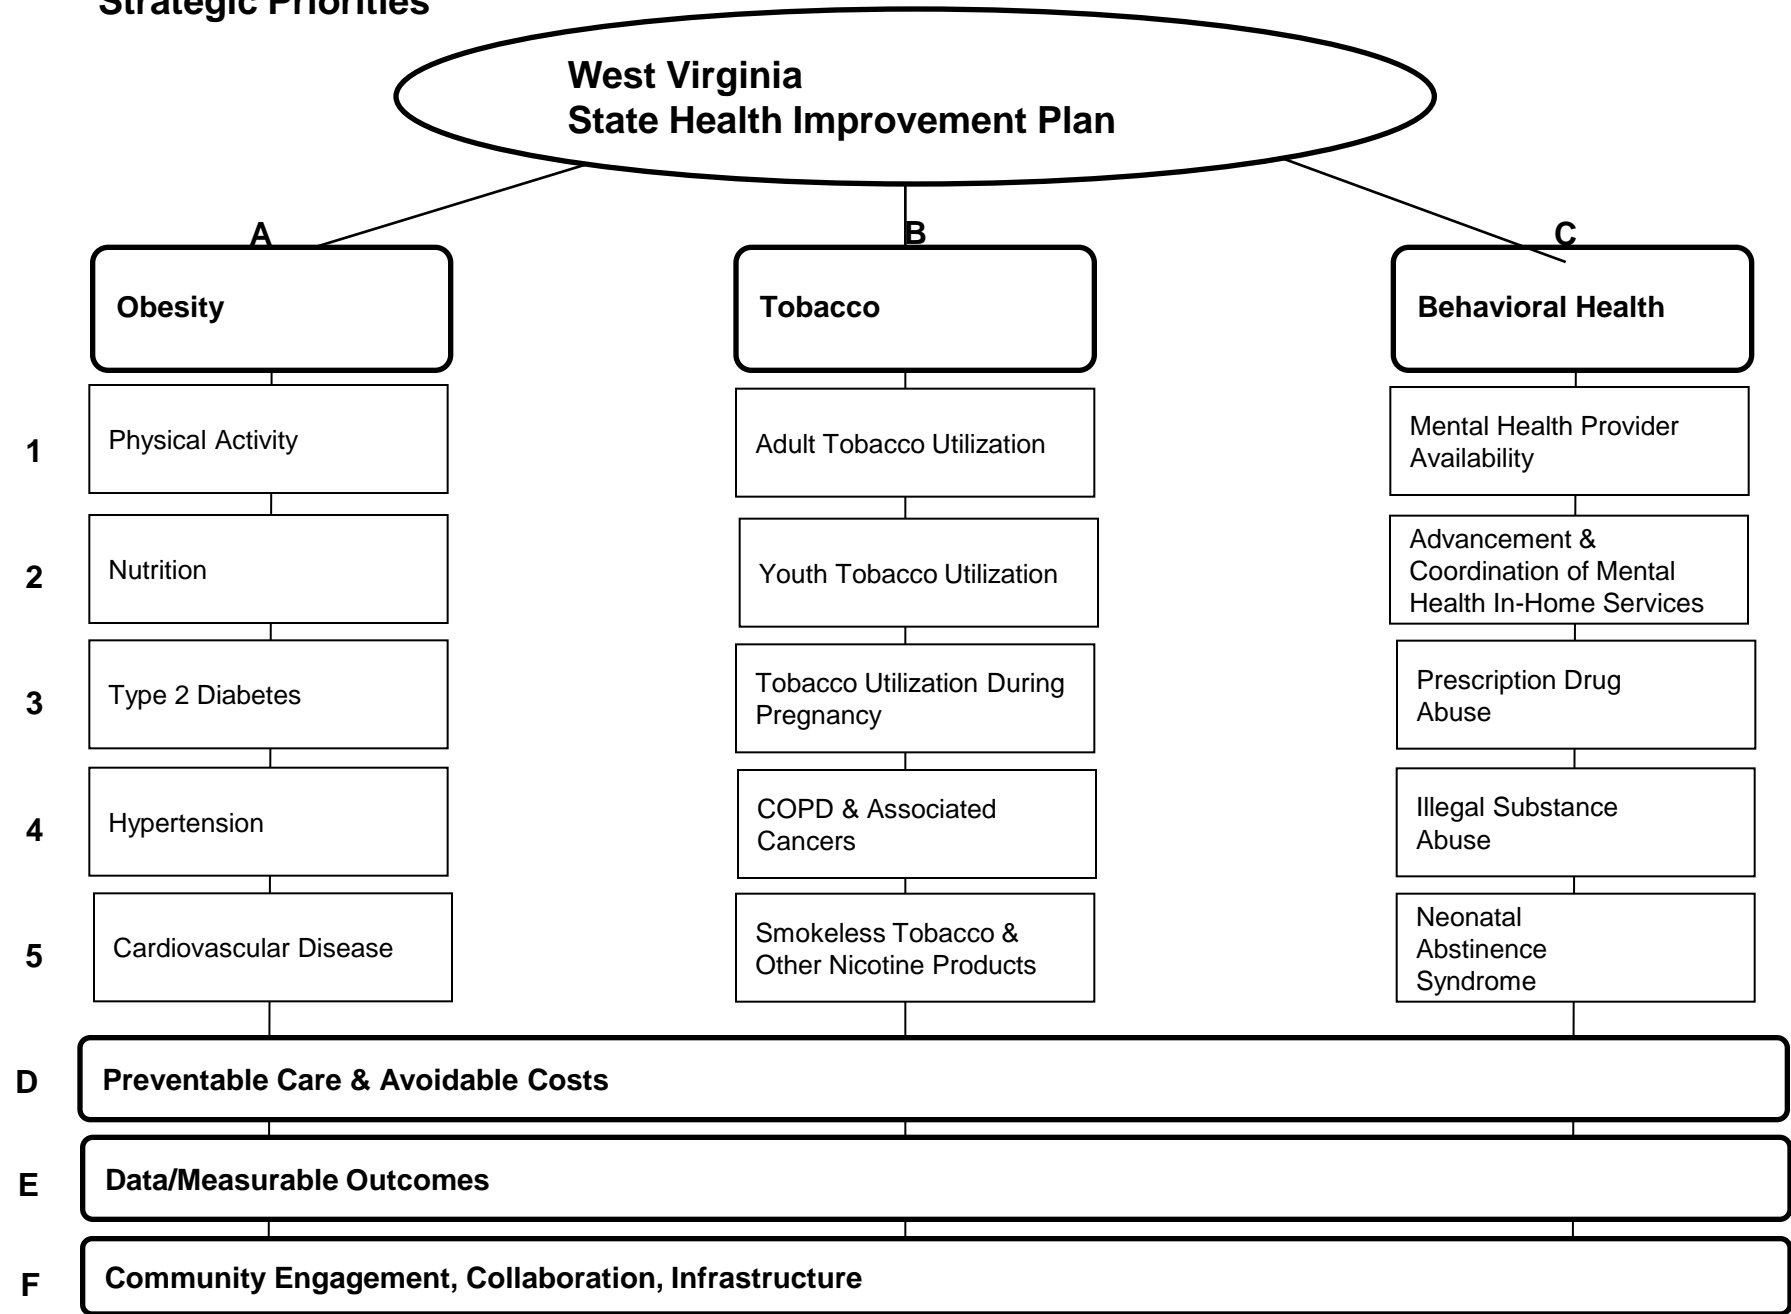 Strategic Priorities
West Virginia
State Health Improvement Plan
A
B
C
Obesity
Tobacco
Behavioral Health
1
Physical Activity
Adult Tobacco Utilization
Mental Health Provider
Availability
2
Nutrition
Youth Tobacco Utilization
Advancement &
Coordination of Mental
Health In-Home Services
3
Type 2 Diabetes
Tobacco Utilization During
Pregnancy
Prescription Drug
Abuse
4
Hypertension
COPD & Associated
Cancers
Illegal Substance
Abuse
5
Cardiovascular Disease
Smokeless Tobacco &
Other Nicotine Products
Neonatal
Abstinence
Syndrome
D
Preventable Care & Avoidable Costs
E
Data/Measurable Outcomes
F
Community Engagement, Collaboration, Infrastructure